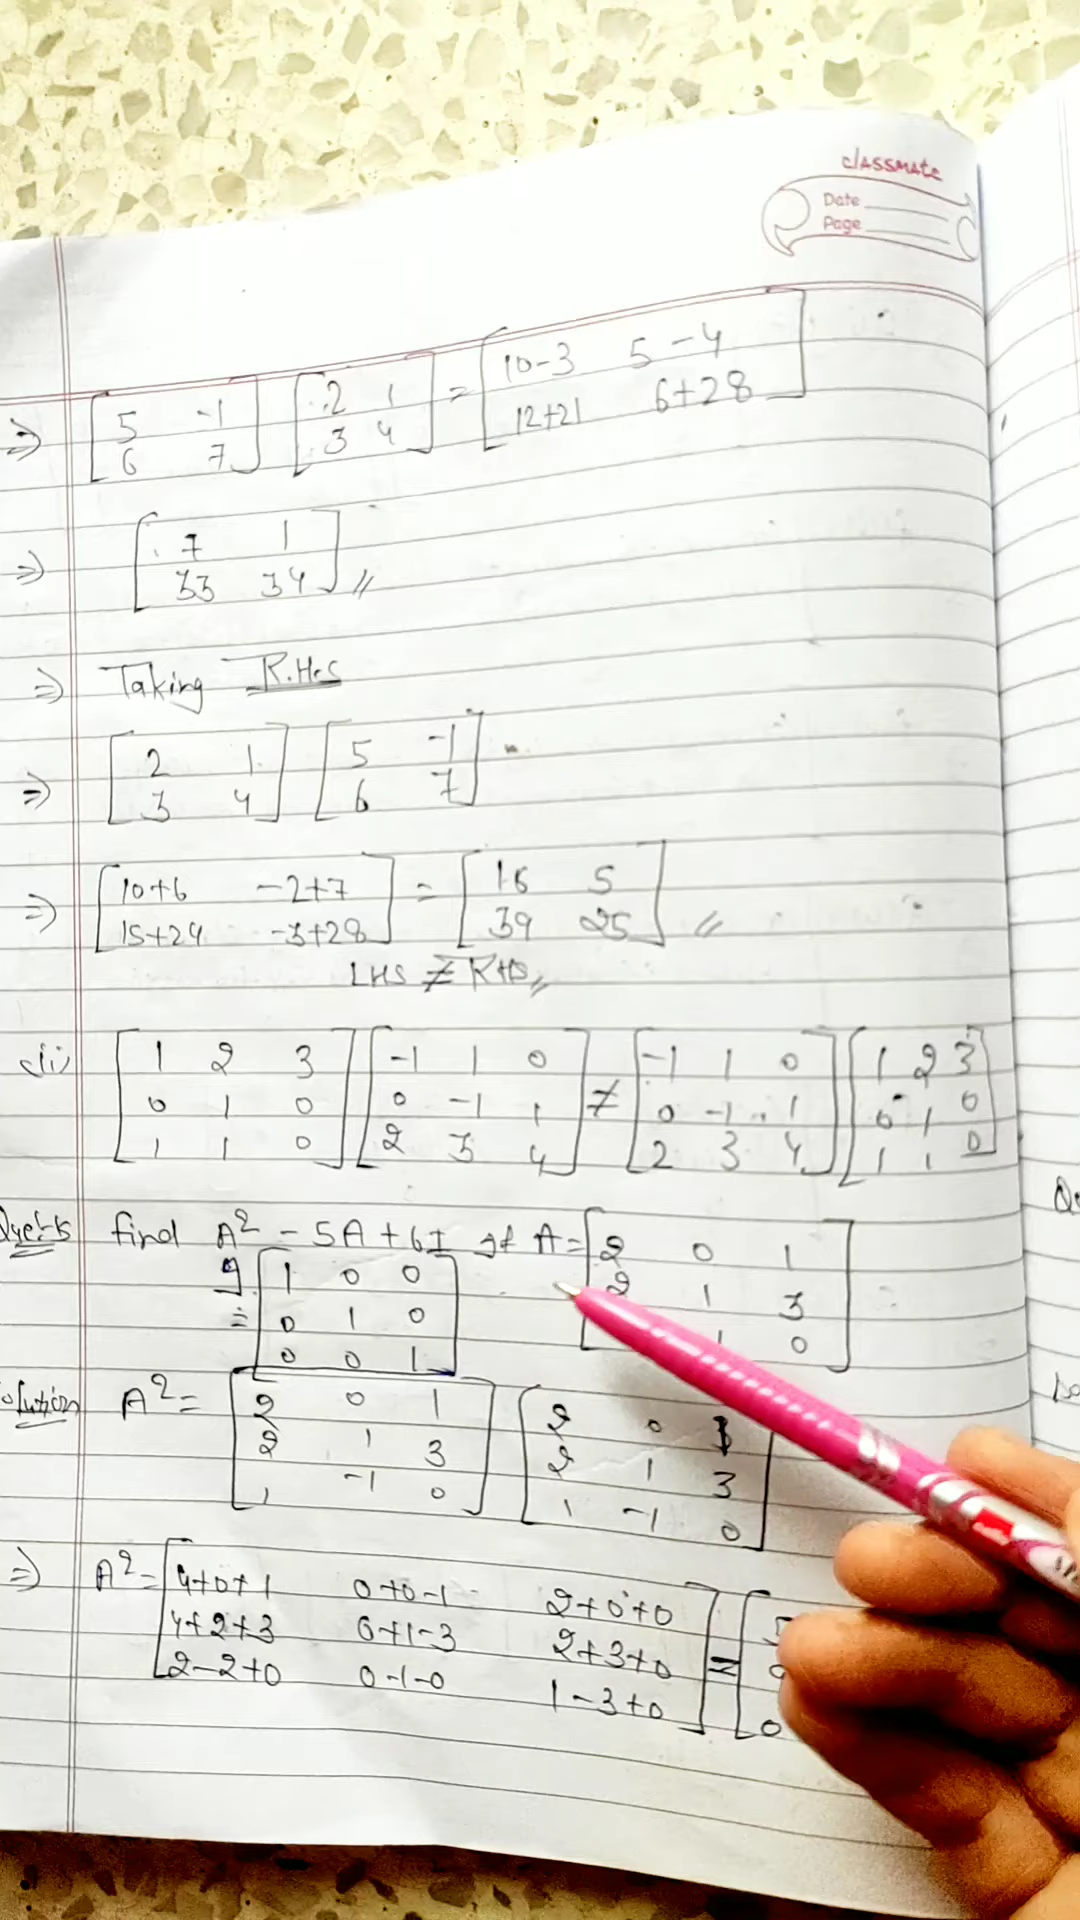 classmate
Date
Page
⇒ [5 -1 [2 1 = [10-3 5-4
6 7] 3 4] 12+21 6+28]
⇒ [7 1
33 34] //
⇒ Taking R.H.S
⇒ [2 1 [5 -1
3 4] 6 7]
⇒ [10+6 -2+7 = [16 5
15+24 -3+28] 39 25] //
LHS ≠ RHS //
(ii) [1 2 3 [-1 1 0 ≠ [-1 1 0 [1 2 3
0 1 0 0 -1 1 0 -1 1 0 1 0
1 1 0] 2 3 4] 2 3 4] 1 1 0]
find A² - 5A + 6I if A = [2 0 1
2 1 3
1 0]
[1 0 0
0 1 0
0 0 1]
A² = [2 0 1 [2 0 1
2 1 3 2 1 3
1 -1 0] 1 -1 0]
⇒ A² = [4+0+1 0+0-1 2+0+0 = [5
4+2+3 0+1-3 2+3+0
2-2+0 0-1-0 1-3+0] 0